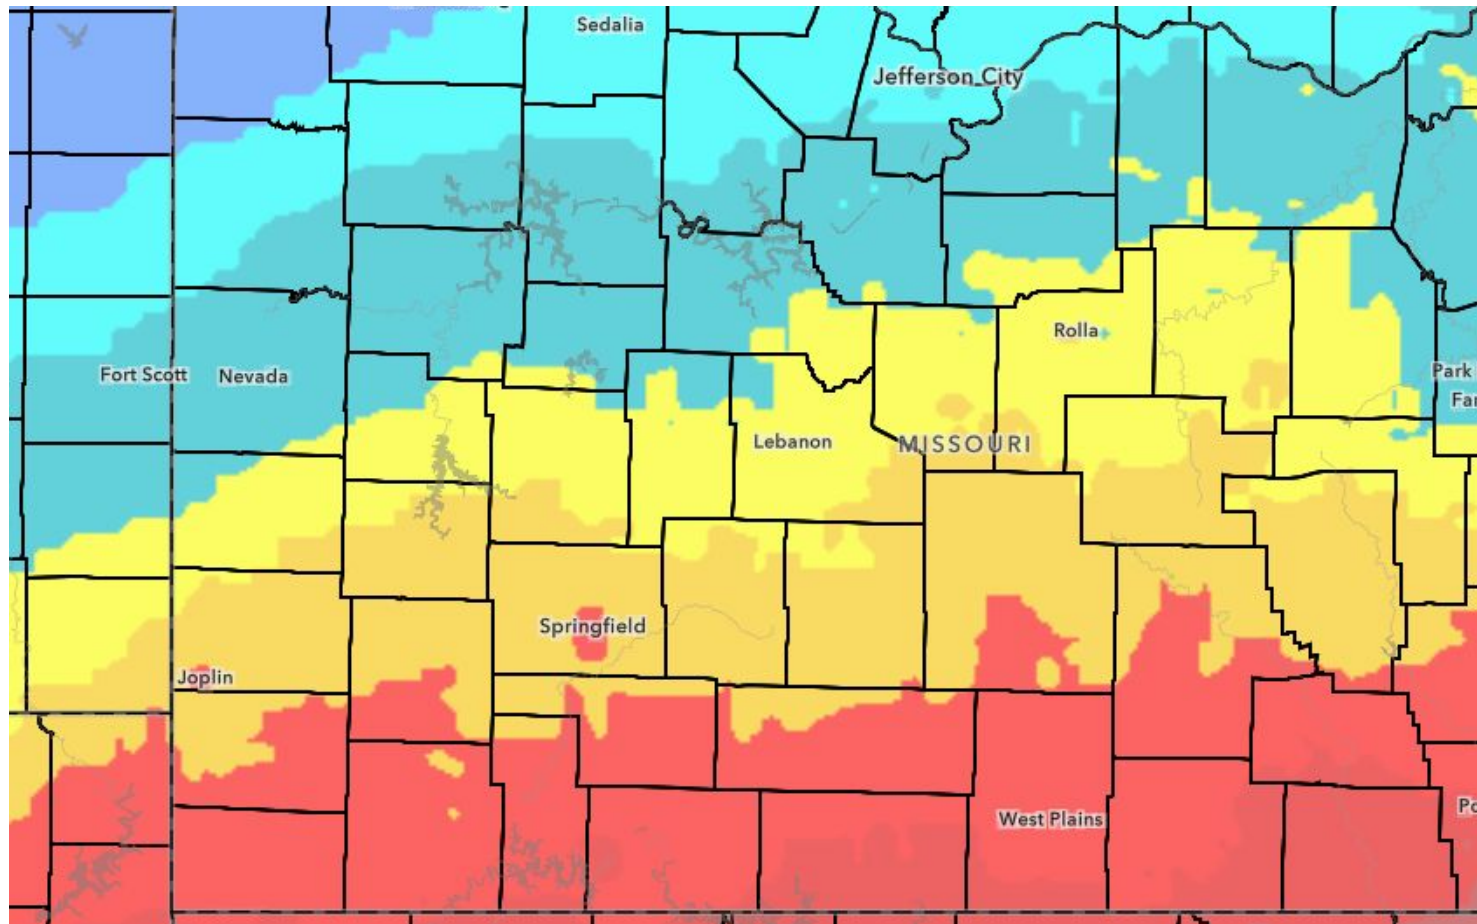 Sedalia
Jefferson City
Rolla
Fort Scott
Nevada
Park
Lebanon
MISSOURI
Springfield
Joplin
West Plains